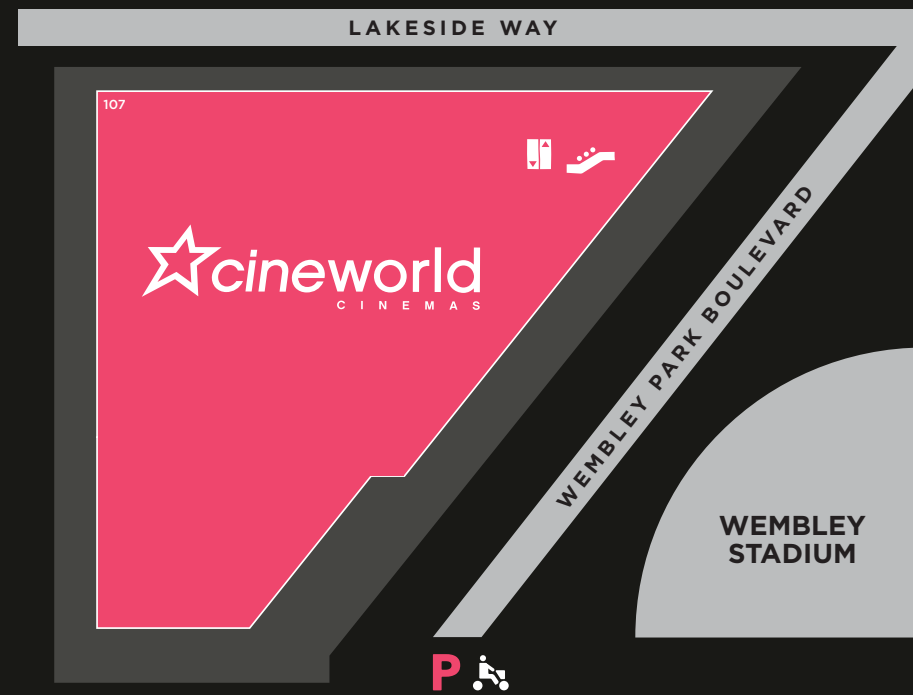 LAKESIDE WAY
107
cineworld
CINEMAS
WEMBLEY PARK BOULEVARD
WEMBLEY
STADIUM
P